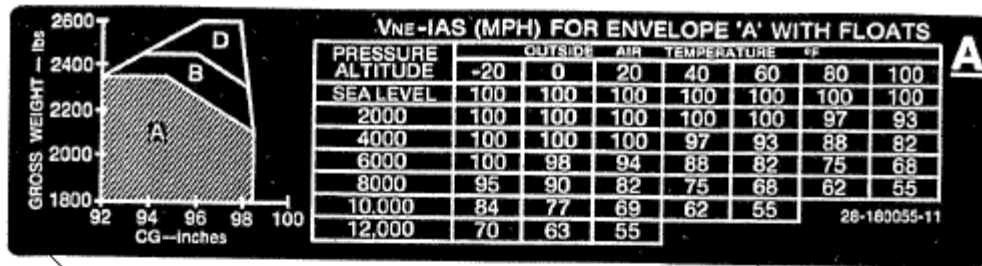 VNE-IAS (MPH) FOR ENVELOPE 'A' WITH FLOATS
A
PRESSURE ALTITUDE OUTSIDE AIR TEMPERATURE °F
-20 0 20 40 60 80 100
SEA LEVEL 100 100 100 100 100 100 100
2000 100 100 100 100 100 97 93
4000 100 100 100 97 93 88 82
6000 100 98 94 88 82 75 68
8000 95 90 82 75 68 62 55
10.000 84 77 69 62 55
12,000 70 63 55
28-180055-11
GROSS WEIGHT — lbs
2600
2400
2200
2000
1800
D
B
(A)
92 94 96 98 100
CG—inches